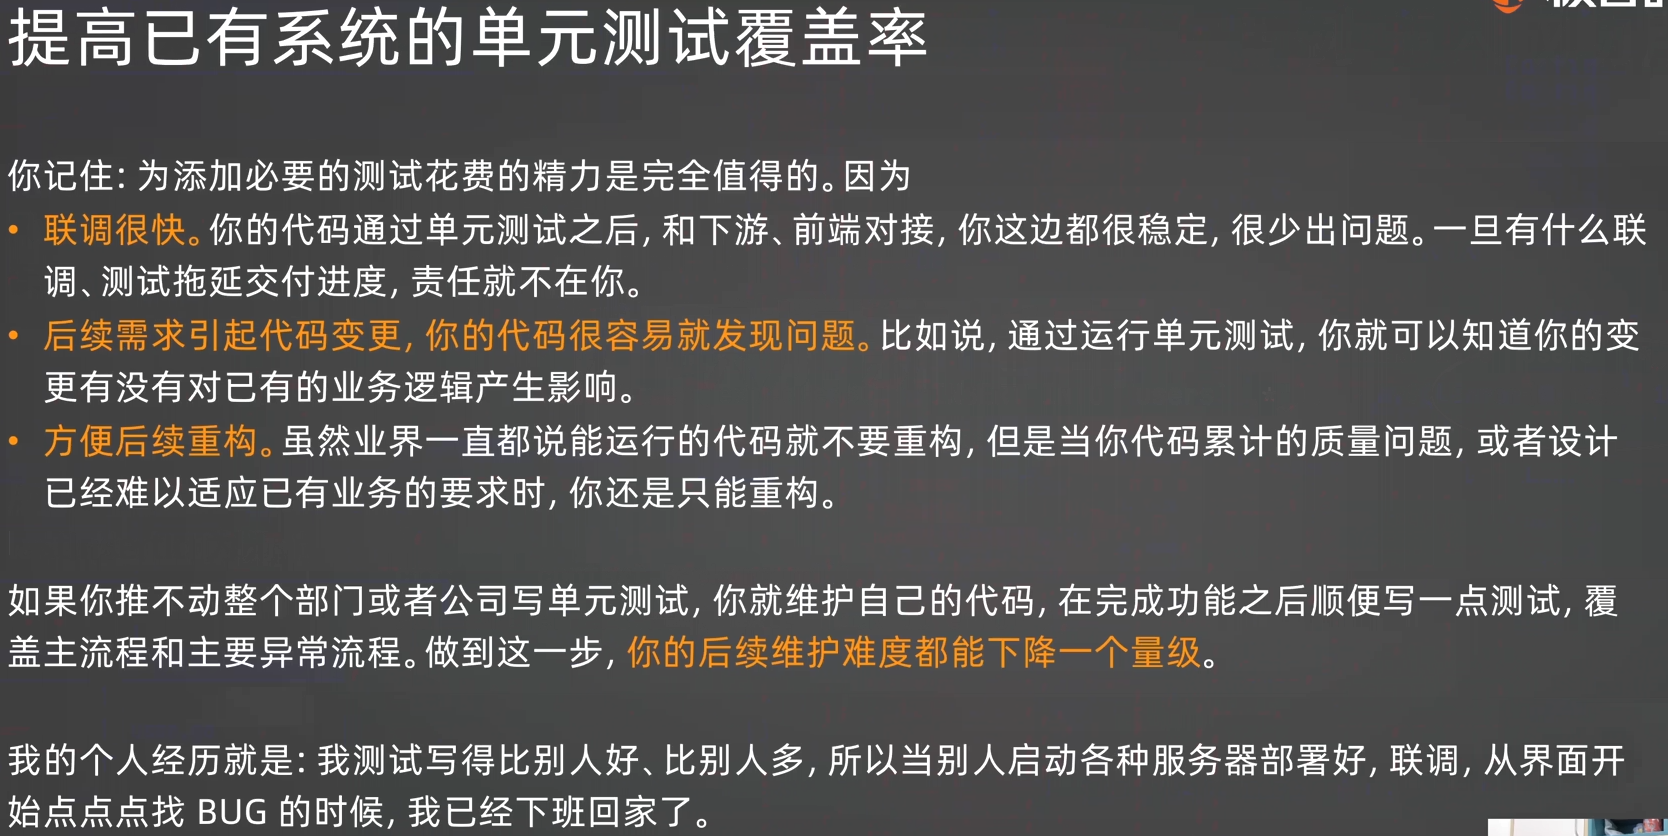 提高已有系统的单元测试覆盖率
你记住：为添加必要的测试花费的精力是完全值得的。因为
• 联调很快。你的代码通过单元测试之后，和下游、前端对接，你这边都很稳定，很少出问题。一旦有什么联
调、测试拖延交付进度，责任就不在你。
• 后续需求引起代码变更，你的代码很容易就发现问题。比如说，通过运行单元测试，你就可以知道你的变
更有没有对已有的业务逻辑产生影响。
• 方便后续重构。虽然业界一直都说能运行的代码就不要重构，但是当你代码累计的质量问题，或者设计
已经难以适应已有业务的要求时，你还是只能重构。
如果你推不动整个部门或者公司写单元测试，你就维护自己的代码，在完成功能之后顺便写一点测试，覆
盖主流程和主要异常流程。做到这一步，你的后续维护难度都能下降一个量级。
我的个人经历就是：我测试写得比别人好、比别人多，所以当别人启动各种服务器部署好，联调，从界面开
始点点点找 BUG 的时候，我已经下班回家了。